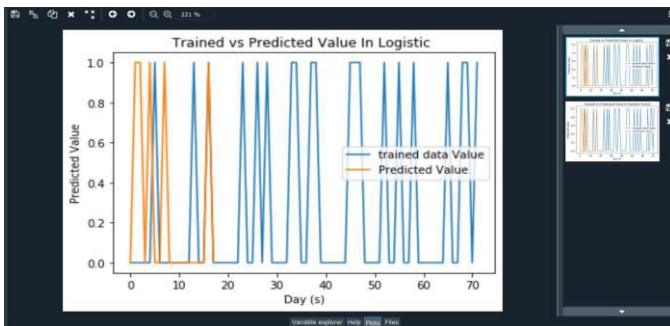 221 %
Trained vs Predicted Value In Logistic
Predicted Value
1.0
0.8
0.6
0.4
0.2
0.0
trained data Value
Predicted Value
0 10 20 30 40 50 60 70
Day (s)
Variable explorer Help Plots Files